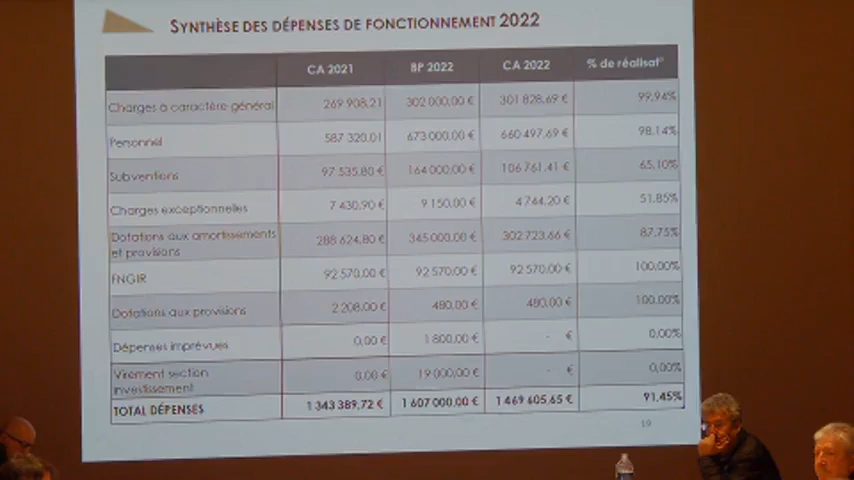 SYNTHÈSE DES DÉPENSES DE FONCTIONNEMENT 2022
CA 2021 BP 2022 CA 2022 % de réalisat°
Charges à caractère général 269 908,21 302 000,00 € 301 828,69 € 99,94%
Personnel 587 320,01 673 000,00 € 660 497,69 € 98,14%
Subventions 97 535,80 € 164 000,00 € 106 761,41 € 65,10%
Charges exceptionnelles 7 430,90 € 9 150,00 € 4 744,20 € 51,85%
Dotations aux amortissements
et provisions 288 624,80 € 345 000,00 € 302 723,66 € 87,75%
FNGIR 92 570,00 € 92 570,00 € 92 570,00 € 100,00%
Dotations aux provisions 2 208,00 € 480,00 € 480,00 € 100,00%
Dépenses imprévues 0,00 € 1 800,00 € - € 0,00%
Virement section
investissement 0,00 € 19 000,00 € - € 0,00%
TOTAL DÉPENSES 1 343 389,72 € 1 607 000,00 € 1 469 605,65 € 91,45%
19